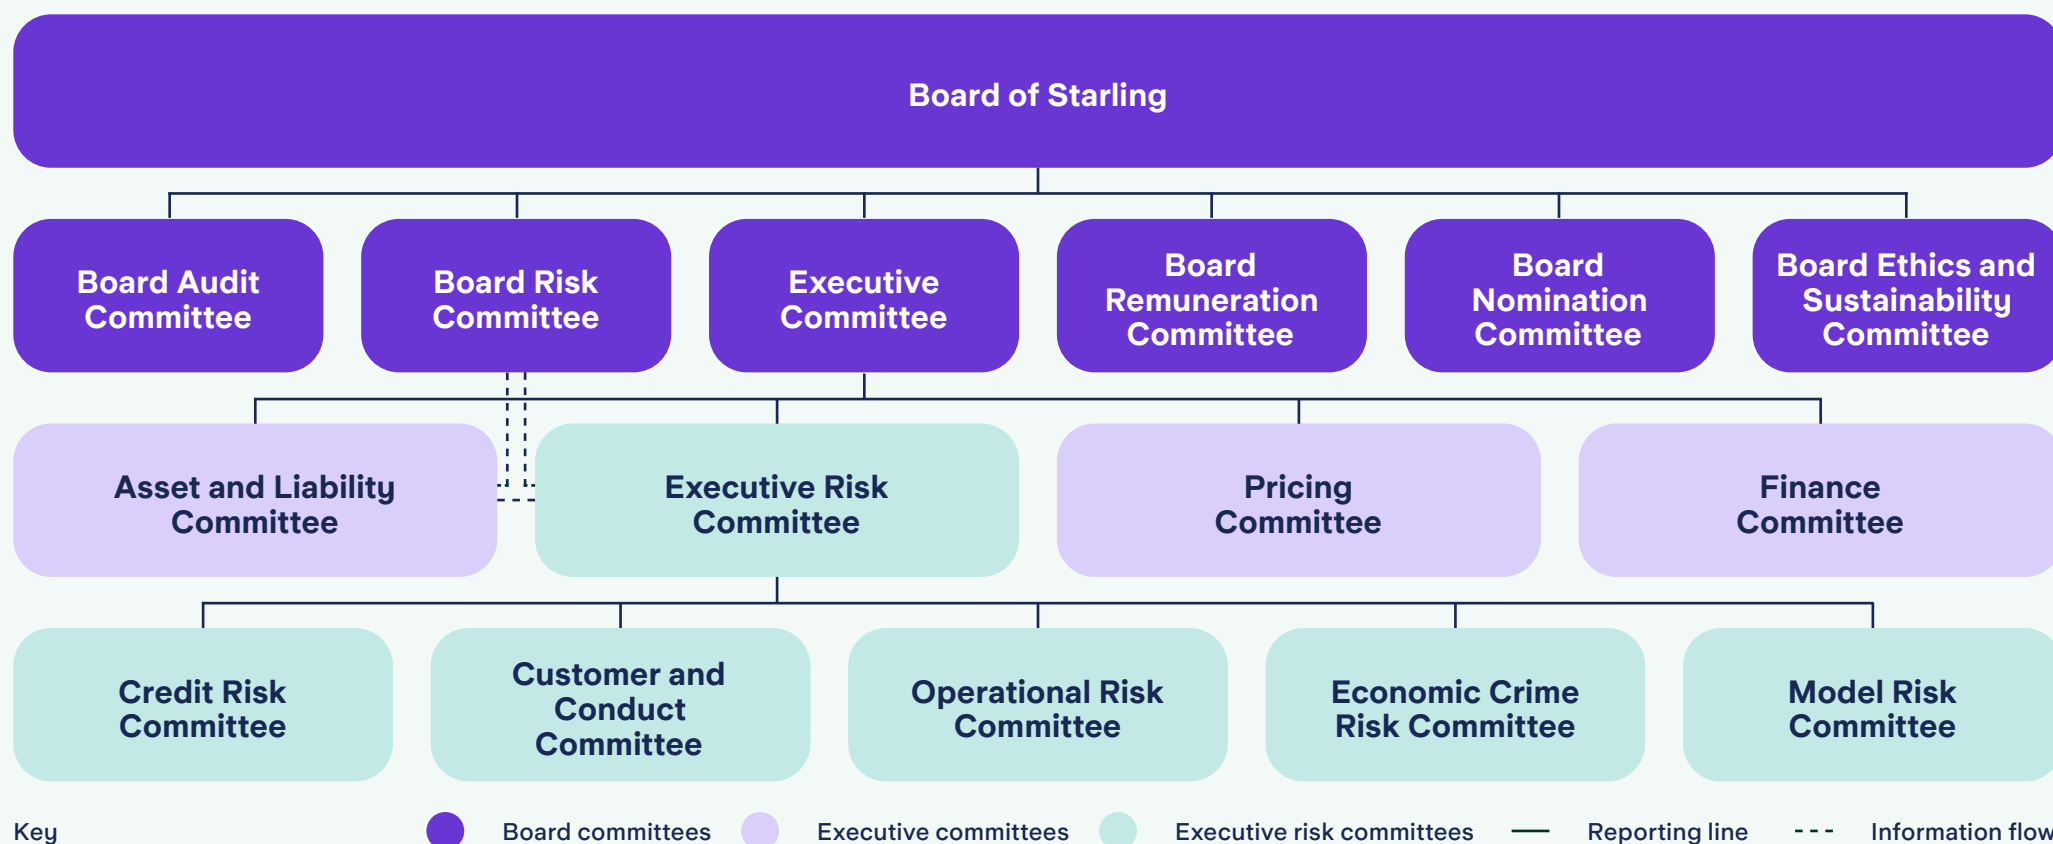 Board of Starling
Board Audit
Committee
Board Risk
Committee
Executive
Committee
Board
Remuneration
Committee
Board
Nomination
Committee
Board Ethics and
Sustainability
Committee
Asset and Liability
Committee
Executive Risk
Committee
Pricing
Committee
Finance
Committee
Credit Risk
Committee
Customer and
Conduct
Committee
Operational Risk
Committee
Economic Crime
Risk Committee
Model Risk
Committee
Key
Board committees
Executive committees
Executive risk committees
Reporting line
Information flow